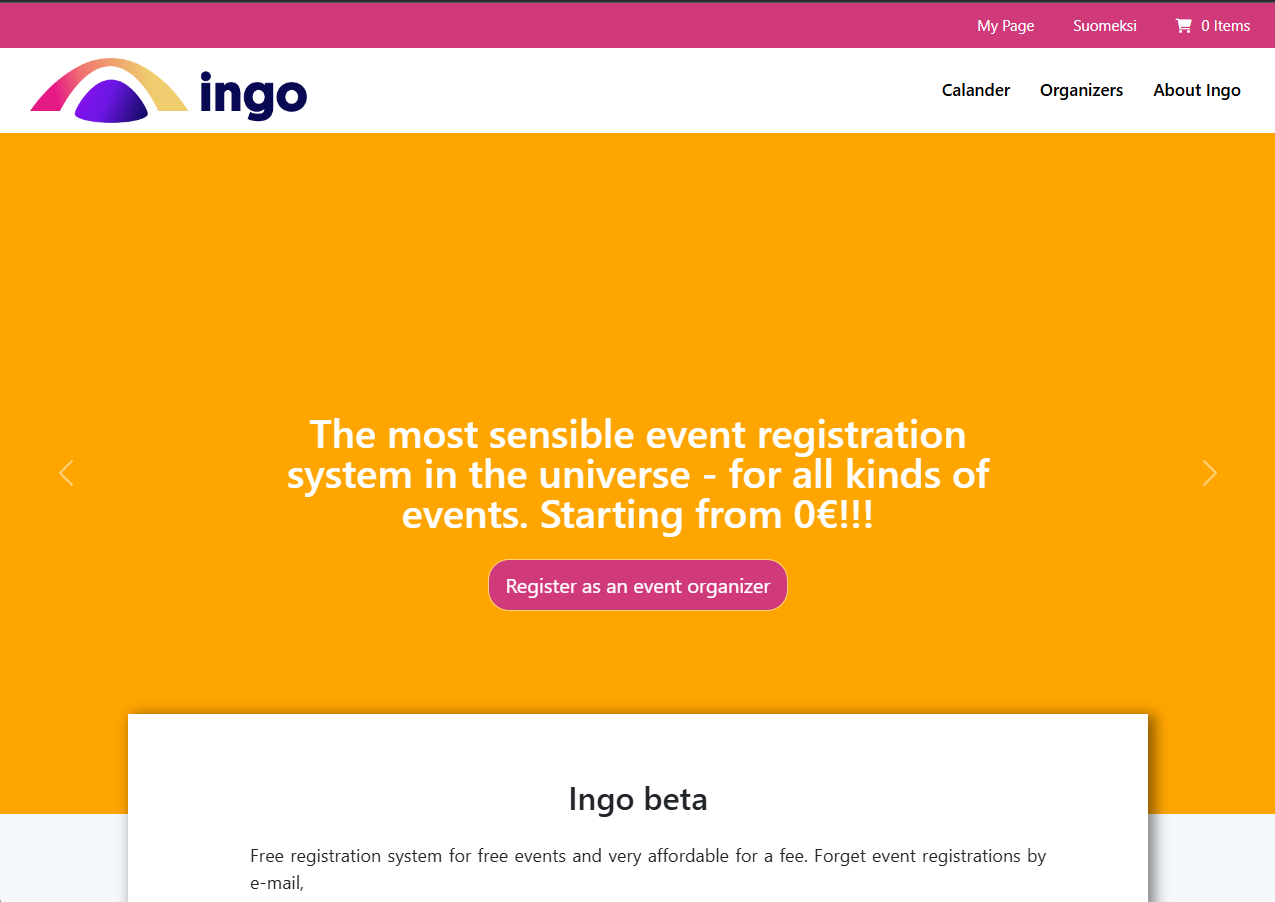 My Page Suomeksi 0 Items
ingo Calander Organizers About Ingo
The most sensible event registration
system in the universe - for all kinds of
events. Starting from 0€!!!
Register as an event organizer
Ingo beta
Free registration system for free events and very affordable for a fee. Forget event registrations by
e-mail,